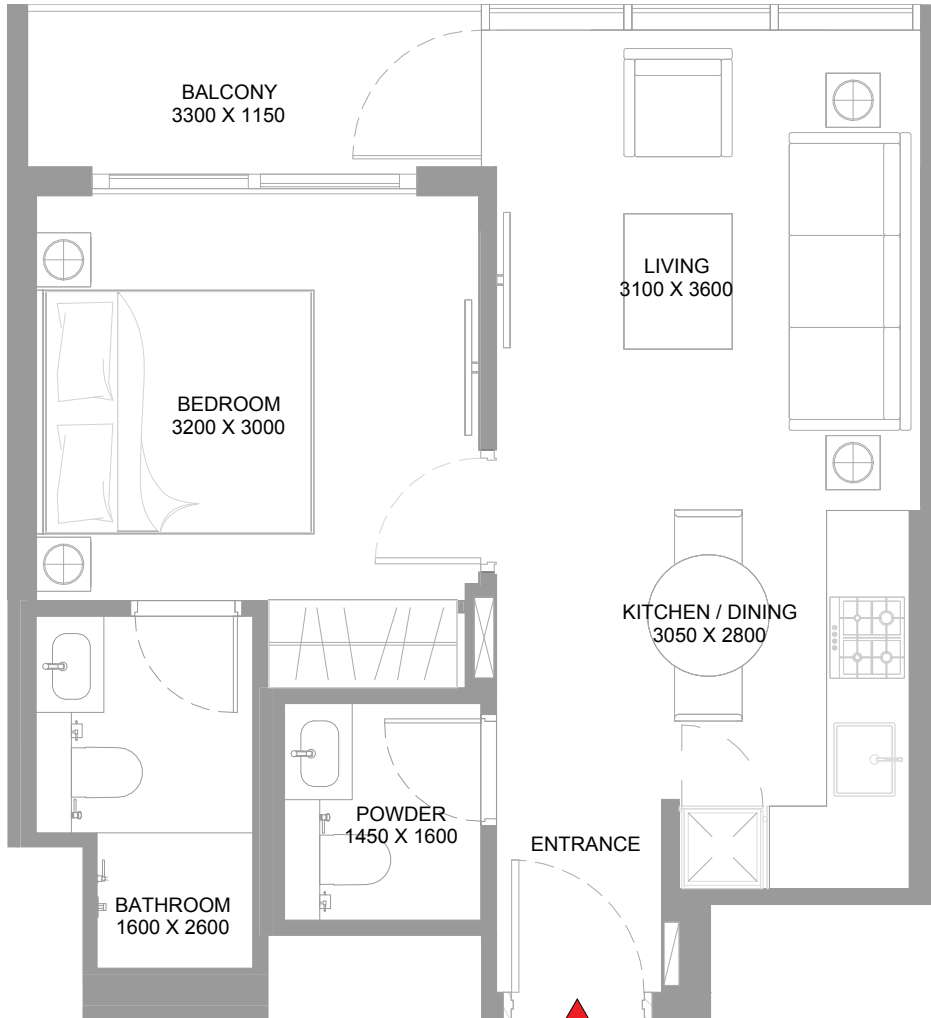 BALCONY
3300 X 1150
LIVING
3100 X 3600
BEDROOM
3200 X 3000
KITCHEN / DINING
3050 X 2800
POWDER
1450 X 1600
ENTRANCE
BATHROOM
1600 X 2600